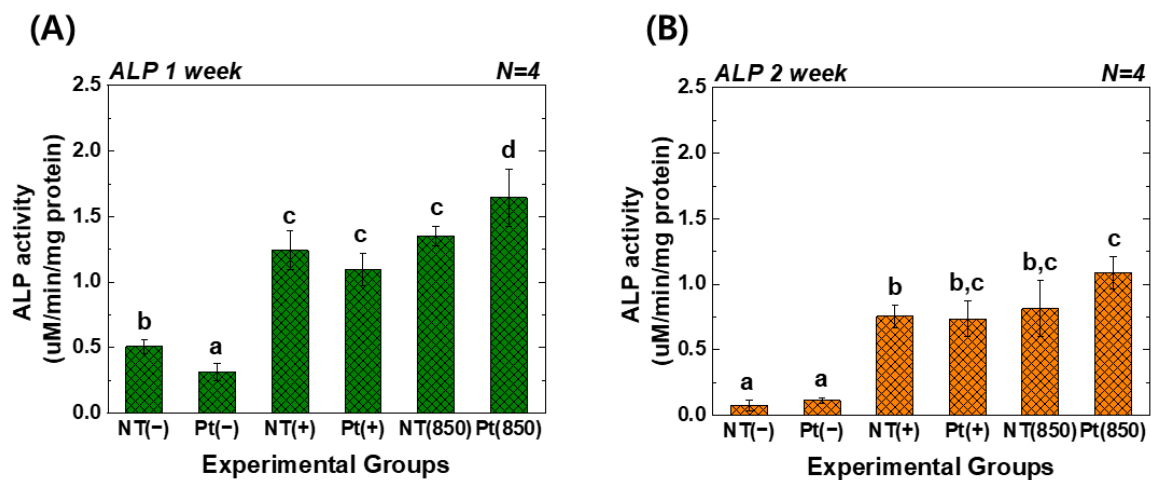 (A)
ALP 1 week N=4
2.5
2.0
1.5
1.0
0.5
0.0
ALP activity
(uM/min/mg protein)
b
a
c
c
c
d
NT(−) Pt(−) NT(+) Pt(+) NT(850) Pt(850)
Experimental Groups
(B)
ALP 2 week N=4
2.5
2.0
1.5
1.0
0.5
0.0
ALP activity
(uM/min/mg protein)
a
a
b
b,c
b,c
c
NT(−) Pt(−) NT(+) Pt(+) NT(850) Pt(850)
Experimental Groups